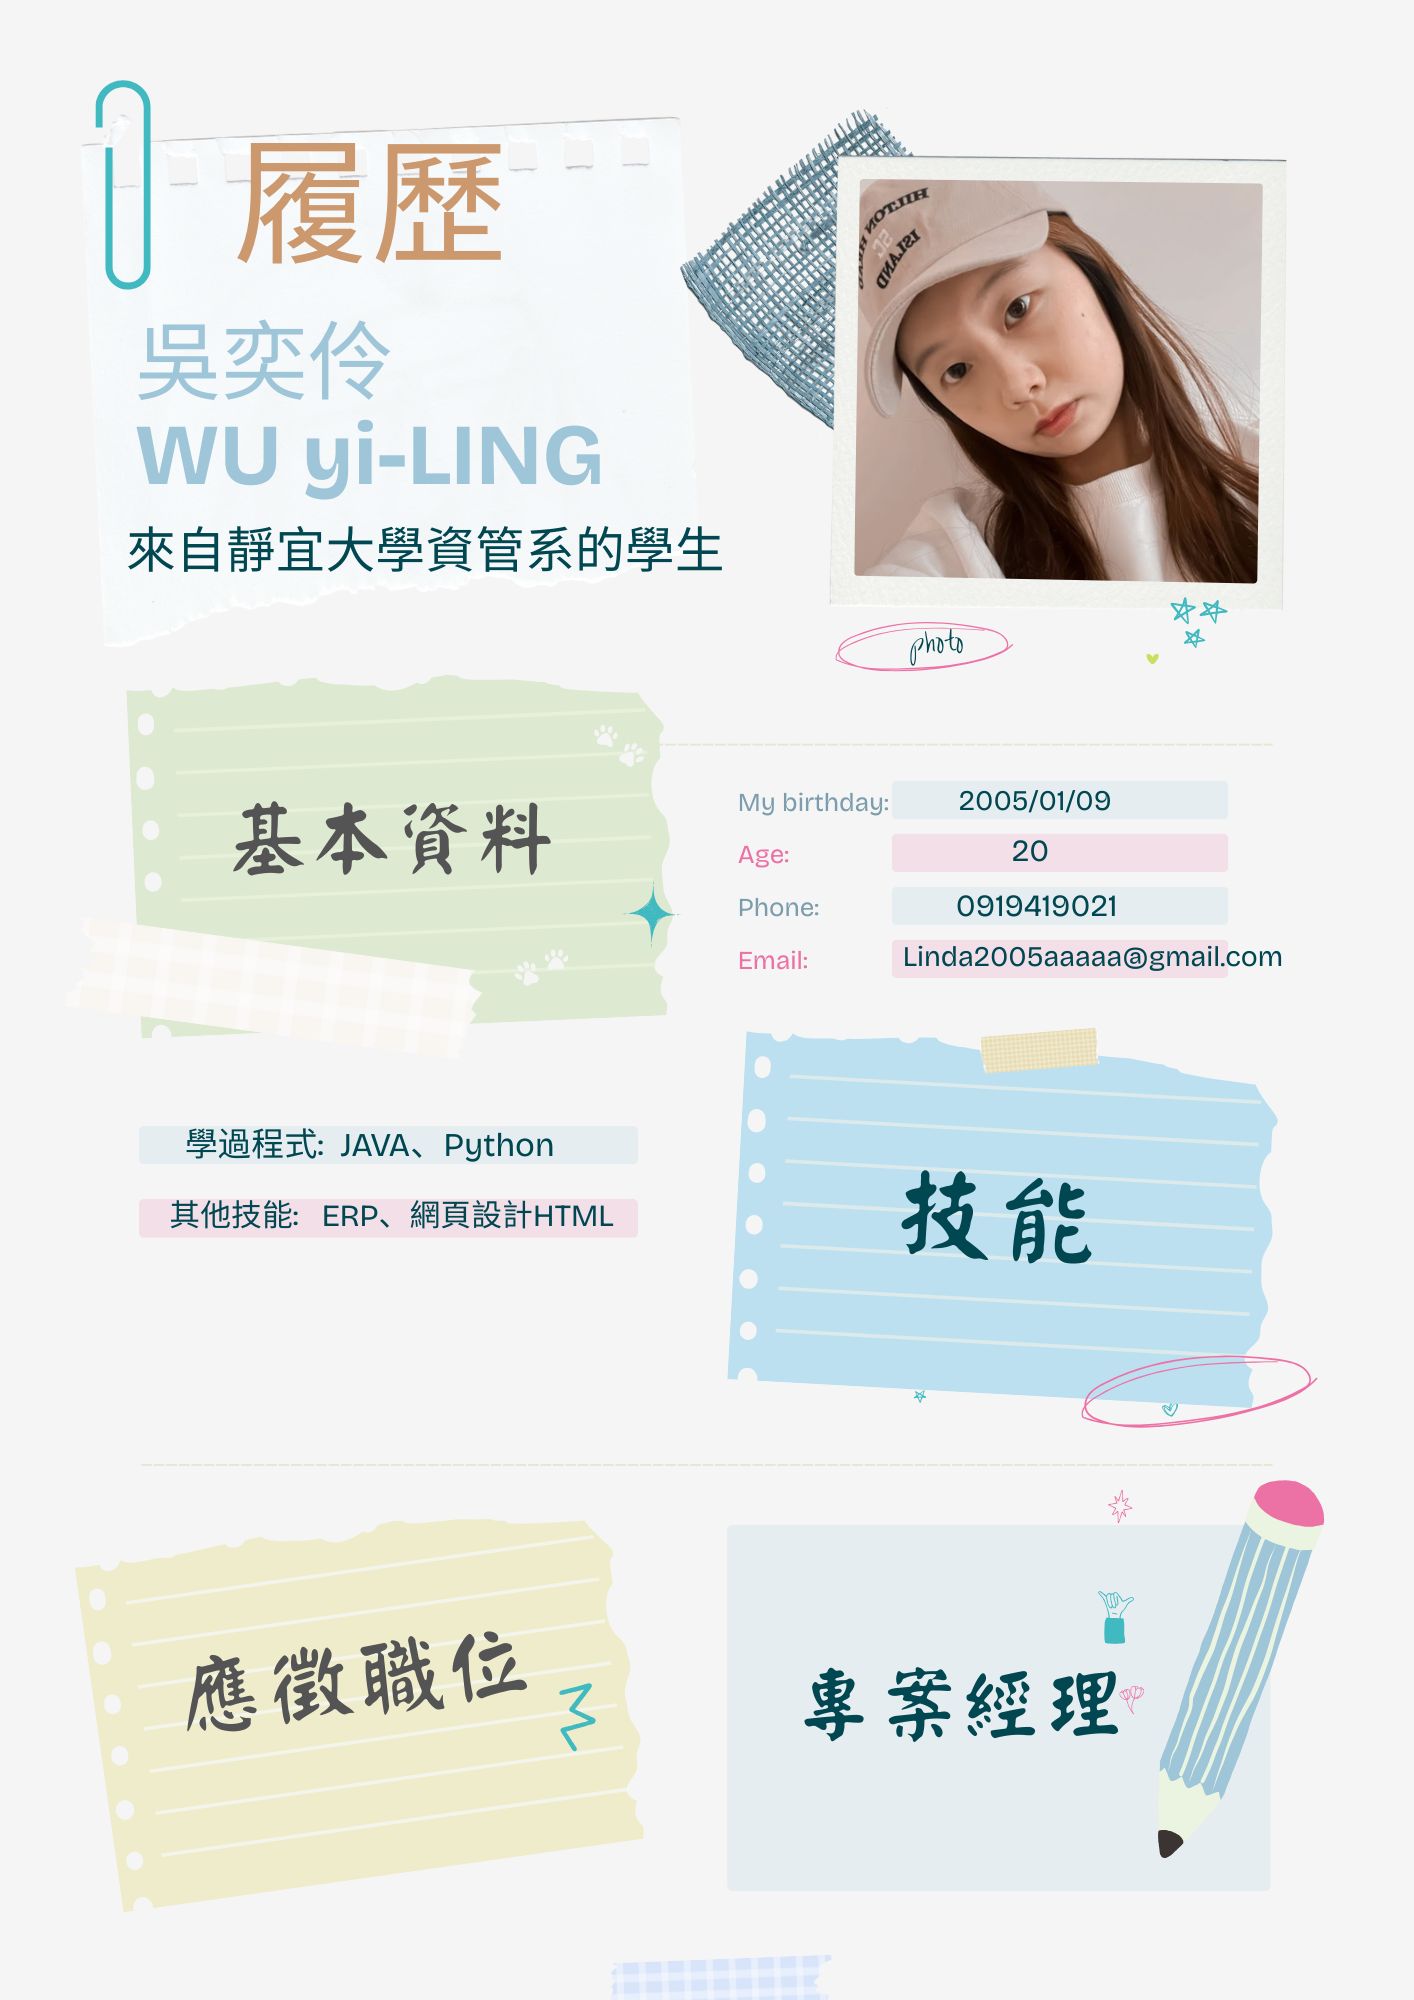 履歷
吳奕伶
WU yi-LING
來自靜宜大學資管系的學生
ISLAND
SC
photo
基本資料
My birthday: 2005/01/09
Age: 20
Phone: 0919419021
Email: Linda2005aaaaa@gmail.com
學過程式: JAVA、Python
其他技能: ERP、網頁設計HTML
技能
應徵職位
專案經理